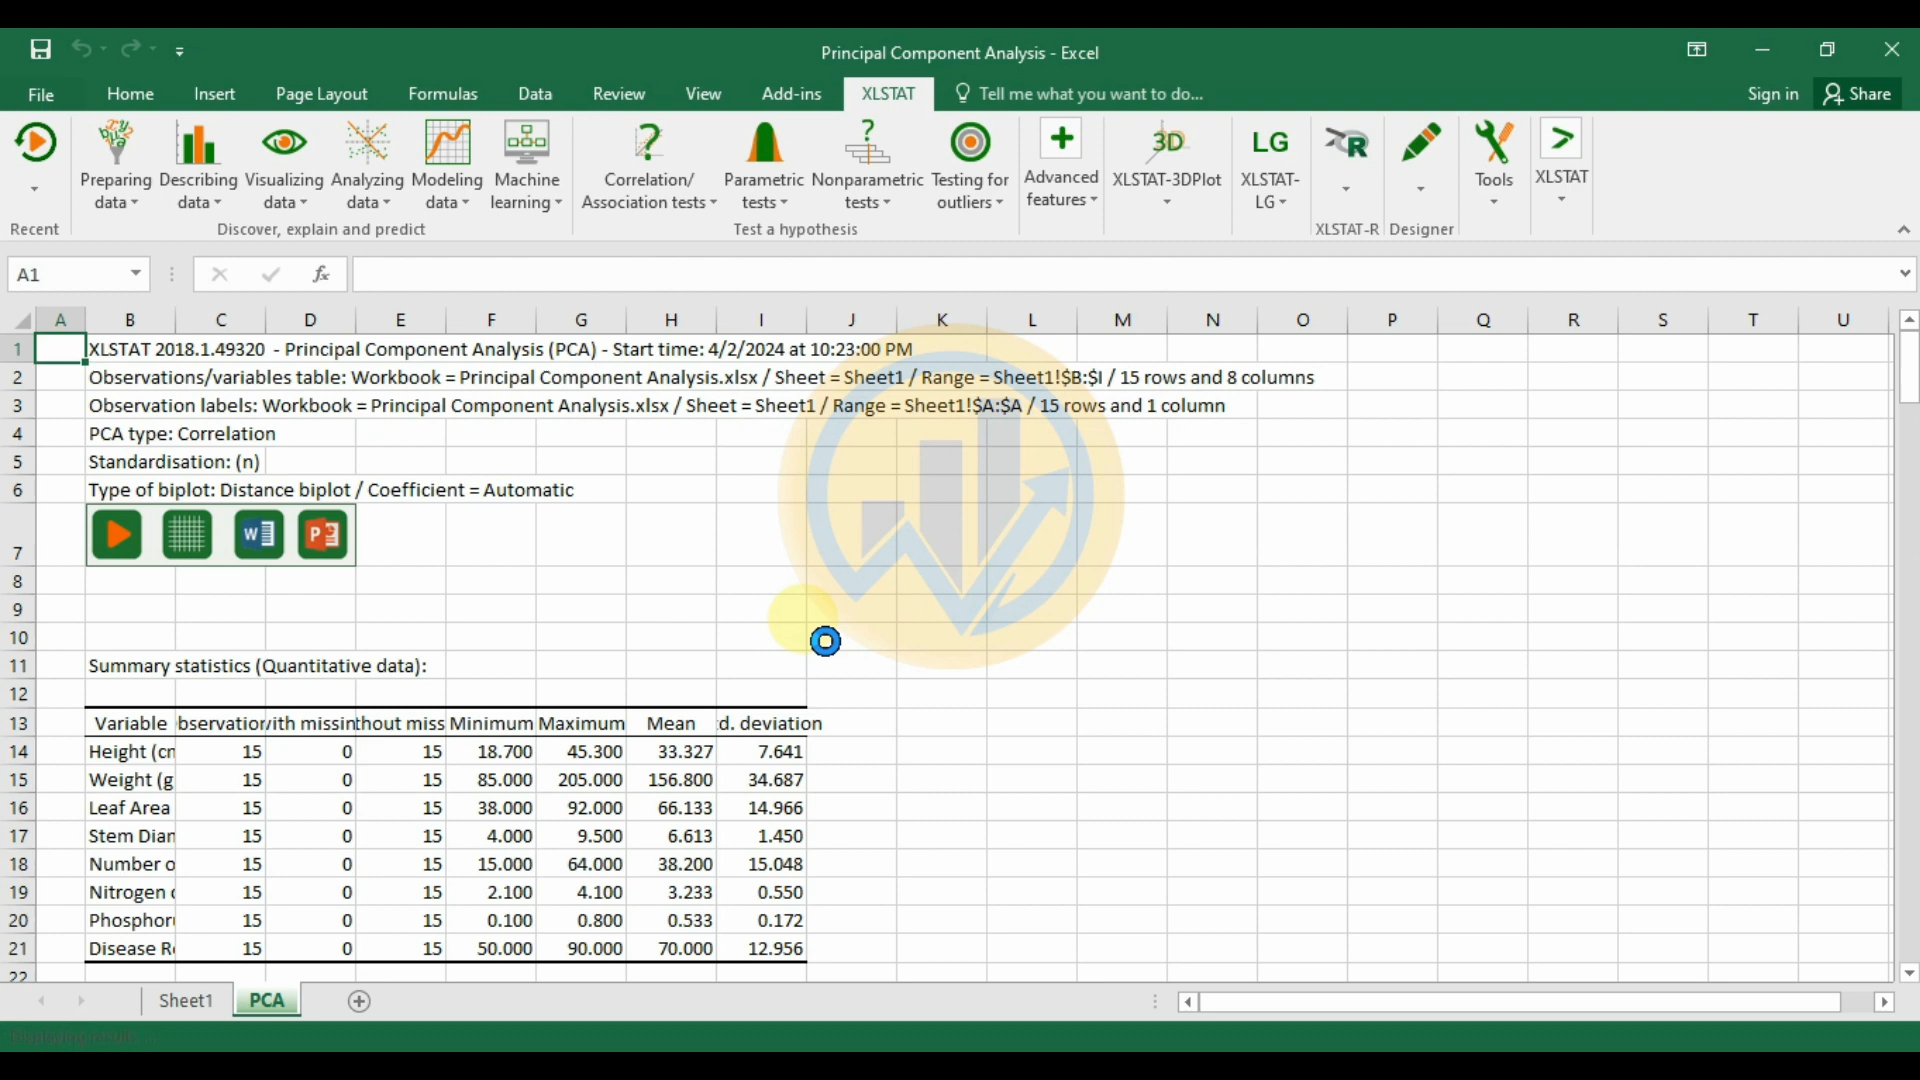 Principal Component Analysis - Excel
File Home Insert Page Layout Formulas Data Review View Add-ins XLSTAT Tell me what you want to do... Sign in Share
Preparing data Describing data Visualizing data Analyzing data Modeling data Machine learning Correlation/ Association tests Parametric tests Nonparametric tests Testing for outliers Advanced features XLSTAT-3DPlot XLSTAT-LG Tools XLSTAT
3D LG R
Recent Discover, explain and predict Test a hypothesis XLSTAT-R Designer
A1 fx
A B C D E F G H I J K L M N O P Q R S T U
1 XLSTAT 2018.1.49320 - Principal Component Analysis (PCA) - Start time: 4/2/2024 at 10:23:00 PM
2 Observations/variables table: Workbook = Principal Component Analysis.xlsx / Sheet = Sheet1 / Range = Sheet1!$B:$I / 15 rows and 8 columns
3 Observation labels: Workbook = Principal Component Analysis.xlsx / Sheet = Sheet1 / Range = Sheet1!$A:$A / 15 rows and 1 column
4 PCA type: Correlation
5 Standardisation: (n)
6 Type of biplot: Distance biplot / Coefficient = Automatic
7
8
9
10
11 Summary statistics (Quantitative data):
12
13 Variable bservation with missin thout miss Minimum Maximum Mean d. deviation
14 Height (cm 15 0 15 18.700 45.300 33.327 7.641
15 Weight (g 15 0 15 85.000 205.000 156.800 34.687
16 Leaf Area 15 0 15 38.000 92.000 66.133 14.966
17 Stem Dian 15 0 15 4.000 9.500 6.613 1.450
18 Number o 15 0 15 15.000 64.000 38.200 15.048
19 Nitrogen c 15 0 15 2.100 4.100 3.233 0.550
20 Phosphoru 15 0 15 0.100 0.800 0.533 0.172
21 Disease Re 15 0 15 50.000 90.000 70.000 12.956
22
Sheet1 PCA